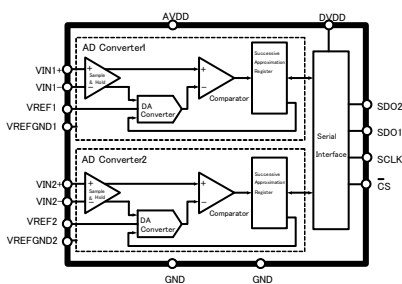 AVDD
DVDD
AD Converter1
VIN1+
VIN1-
VREF1
VREFGND1
+
−
Sample
& Hold
DA
Converter
+
−
Comparator
Successive
Approximation
Register
Serial
Interface
SDO2
SDO1
SCLK
CS
AD Converter2
VIN2+
VIN2-
VREF2
VREFGND2
+
−
Sample
& Hold
DA
Converter
+
−
Comparator
Successive
Approximation
Register
GND
GND